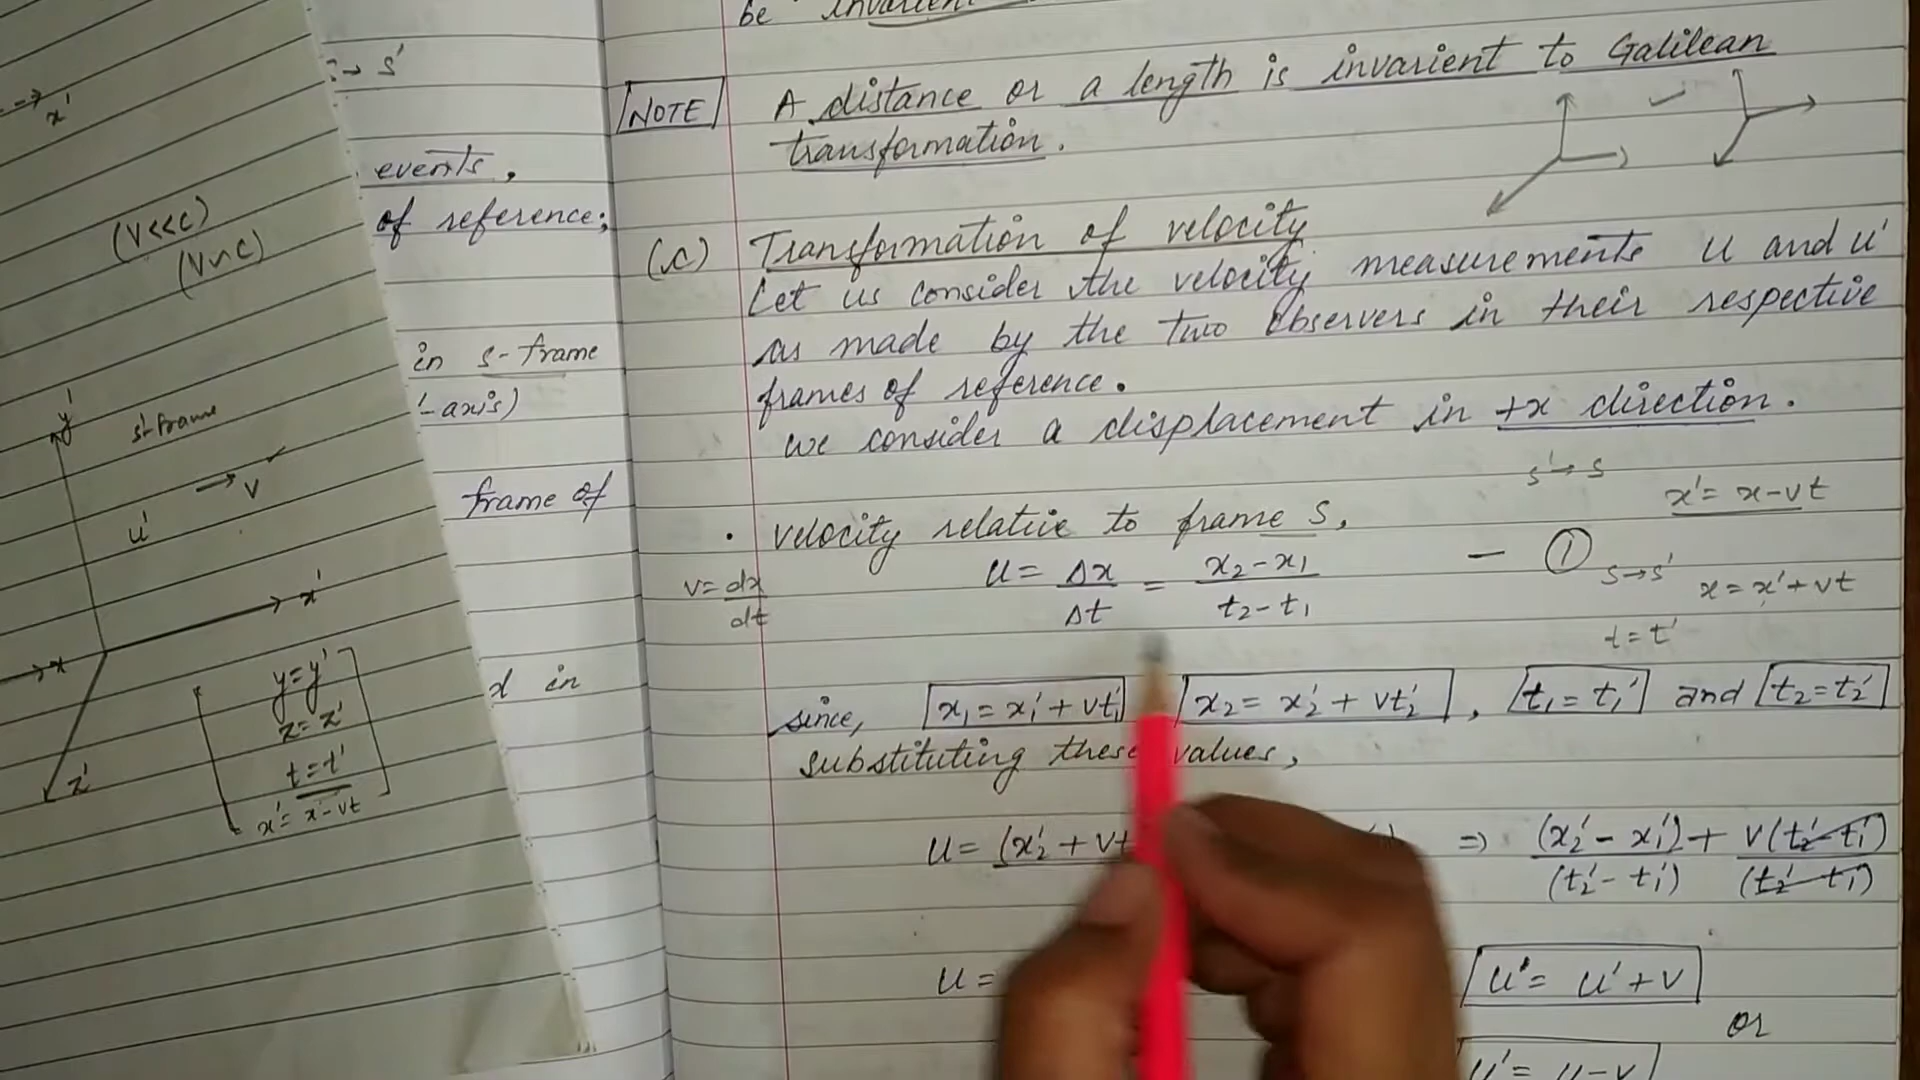 x'
s → s'
events,
of reference;
(v<<c)
(v~c)
in s-frame
'-axis)
y'
s'-frame
→ v
u'
frame of
x'
x
d in
y=y'
z=z'
t=t'
x'=x-vt
z'
be invarient
NOTE A distance or a length is invarient to Galilean
transformation.
(c) Transformation of velocity
Let us consider the velocity measurements u and u'
as made by the two observers in their respective
frames of reference.
we consider a displacement in +x direction.
s'→s
x'= x-vt
. velocity relative to frame S,
v= dx/dt
u= Δx/Δt = x2-x1/t2-t1 — ①
s→s'
x=x'+vt
t=t'
since, x1=x1'+vt1' x2= x2'+vt2', t1=t1' and t2=t2'
substituting these values,
u= (x2'+vt ) => (x2'-x1')+ v(t2'-t1')
(t2'-t1') (t2'-t1')
u= u'= u'+v
or
u'= u-v